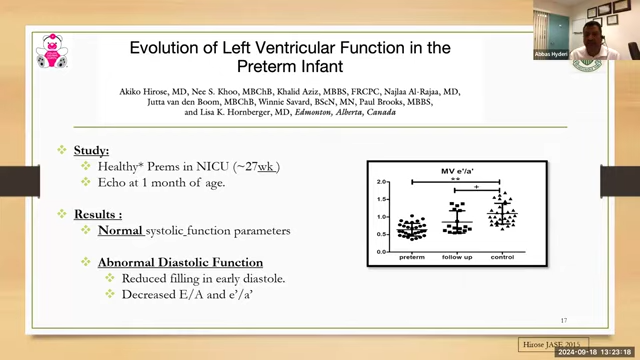 Evolution of Left Ventricular Function in the
Preterm Infant
Akiko Hirose, MD, Nee S. Khoo, MBChB, Khalid Aziz, MBBS, FRCPC, Najlaa Al-Rajaa, MD,
Jutta van den Boom, MBChB, Winnie Savard, BScN, MN, Paul Brooks, MBBS,
and Lisa K. Hornberger, MD, Edmonton, Alberta, Canada
Abbas Hyderi
Study:
Healthy* Prems in NICU (~27wk )
Echo at 1 month of age.
Results :
Normal systolic function parameters
Abnormal Diastolic Function
Reduced filling in early diastole.
Decreased E/A and e'/a'
MV e'/a'
**
+
2.0
1.5
1.0
0.5
0.0
preterm
follow up
control
17
Hirose JASE 2015
2024-09-18 13:23:18